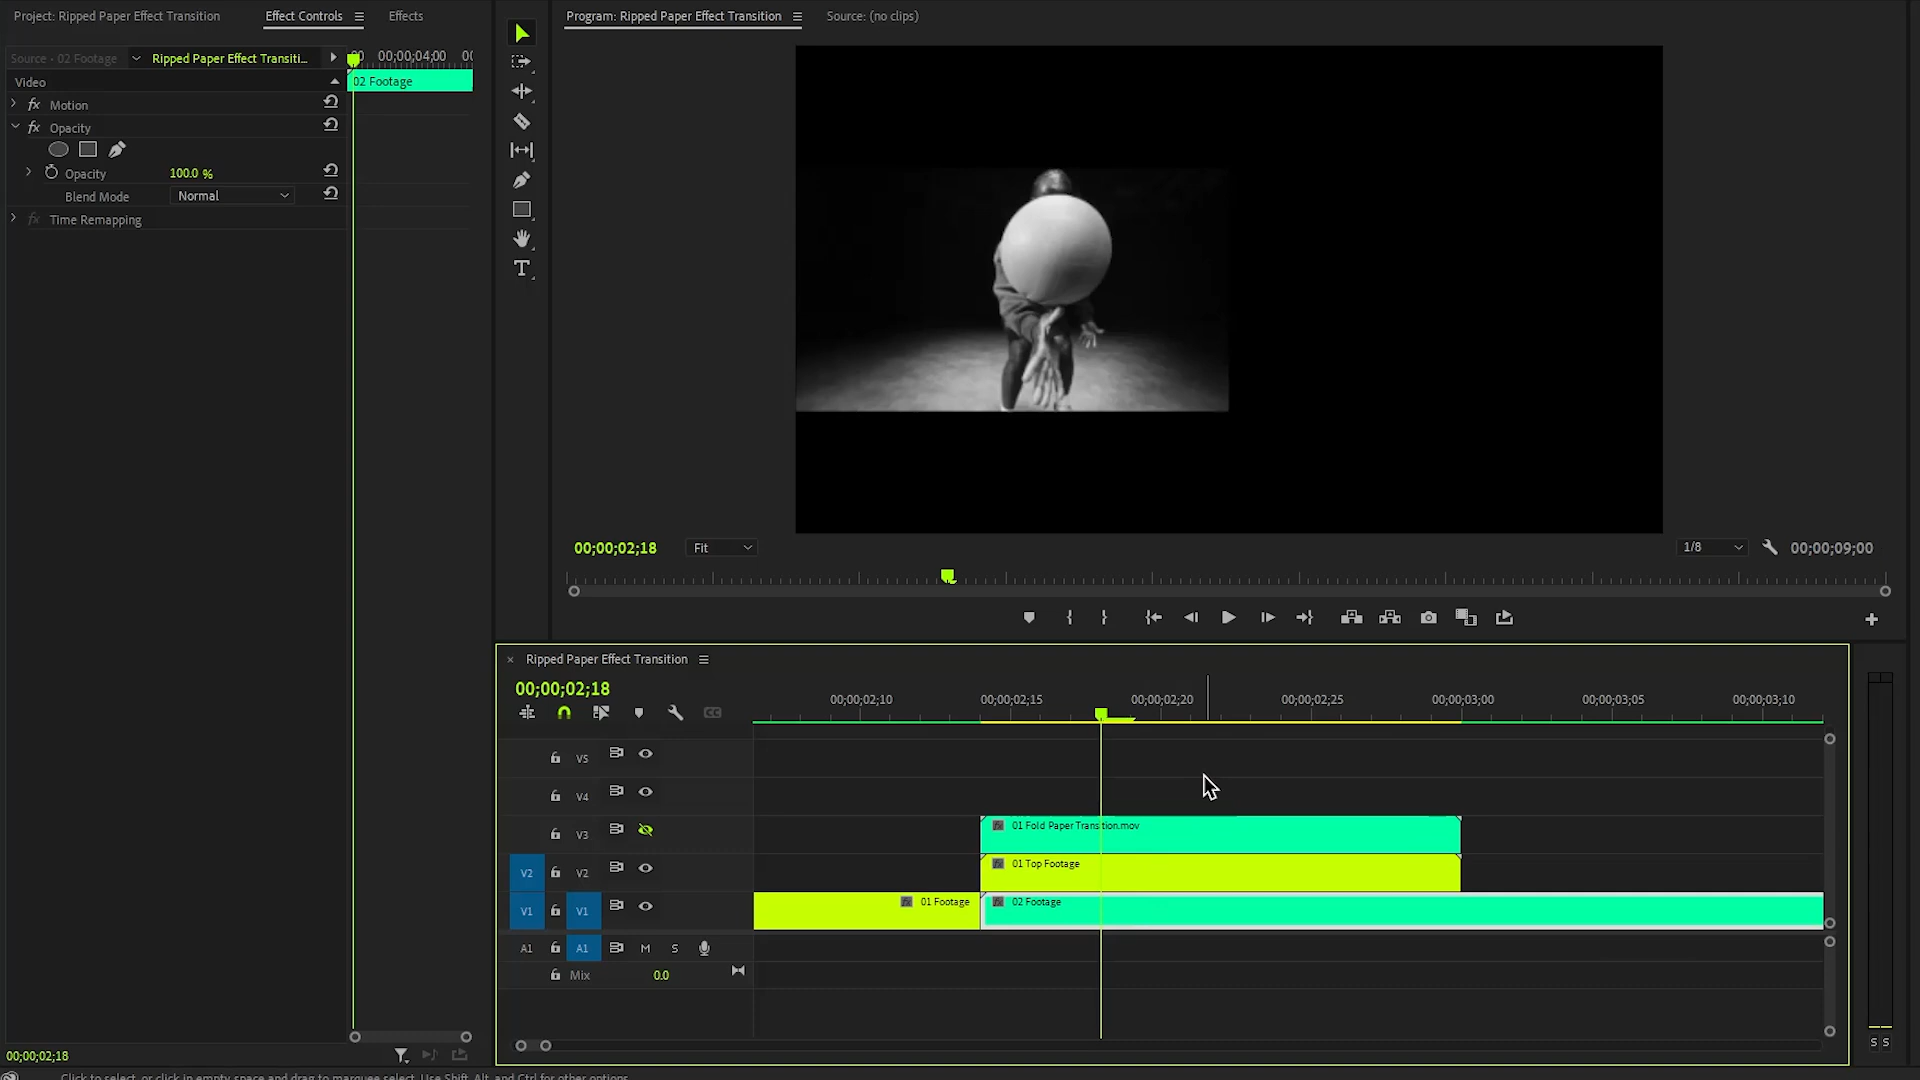 Project: Ripped Paper Effect Transition
Effect Controls
Effects
Program: Ripped Paper Effect Transition
Source: (no clips)
Source - 02 Footage
Ripped Paper Effect Transiti...
00;00;04;00
Video
02 Footage
fx Motion
fx Opacity
Opacity
100.0 %
Blend Mode
Normal
fx Time Remapping
00;00;02;18
Fit
1/8
00;00;09;00
Ripped Paper Effect Transition
00;00;02;18
00;00;02;10
00;00;02;15
00;00;02;20
00;00;02;25
00;00;03;00
00;00;03;05
00;00;03;10
V5
V4
V3
fx 01 Fold Paper Transition.mov
V2 V2
fx 01 Top Footage
V1 V1
fx 01 Footage
fx 02 Footage
A1 A1 M S
Mix 0.0
S S
00;00;02;18
Click to select, or click in empty space and drag to marquee select. Use Shift, Alt, and Ctrl for other options.